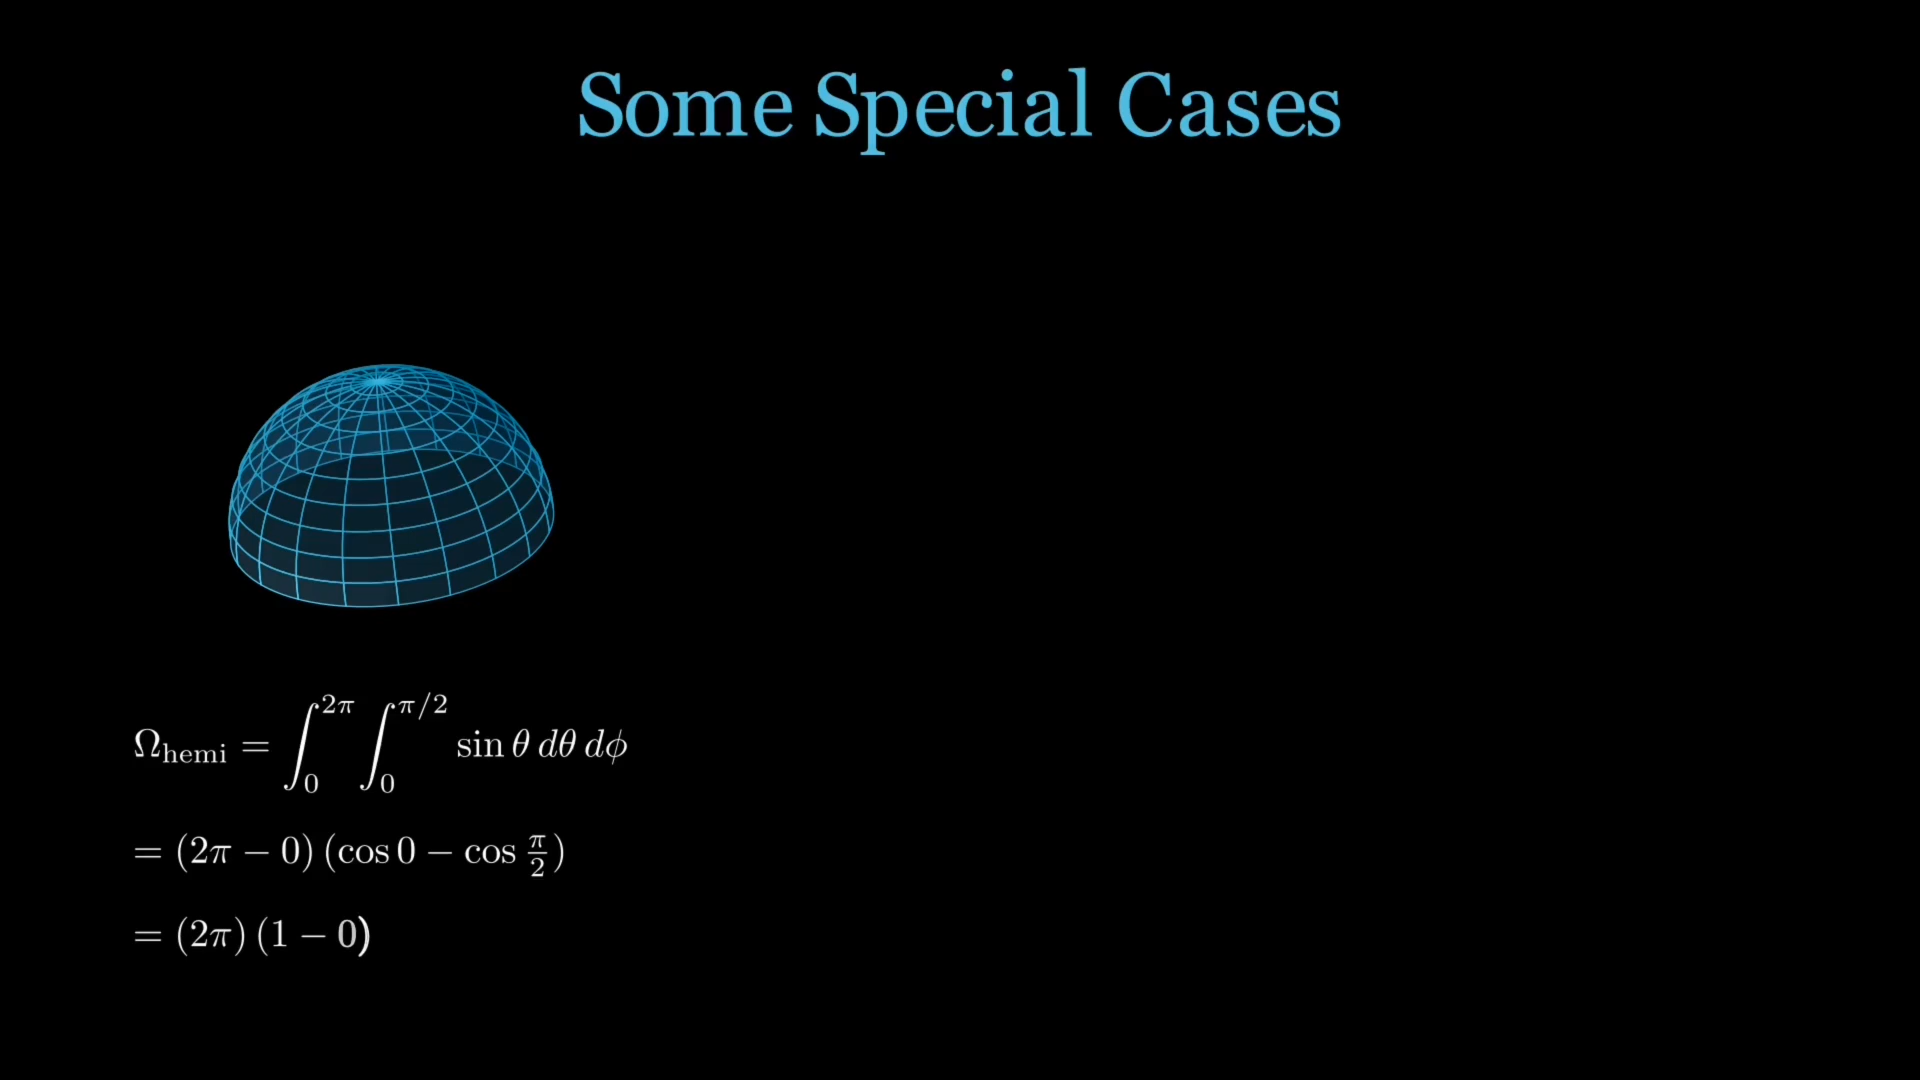 Some Special Cases
Ω_hemi = ∫_0^{2π} ∫_0^{π/2} sin θ dθ dϕ
= (2π − 0) (cos 0 − cos π/2)
= (2π) (1 − 0)